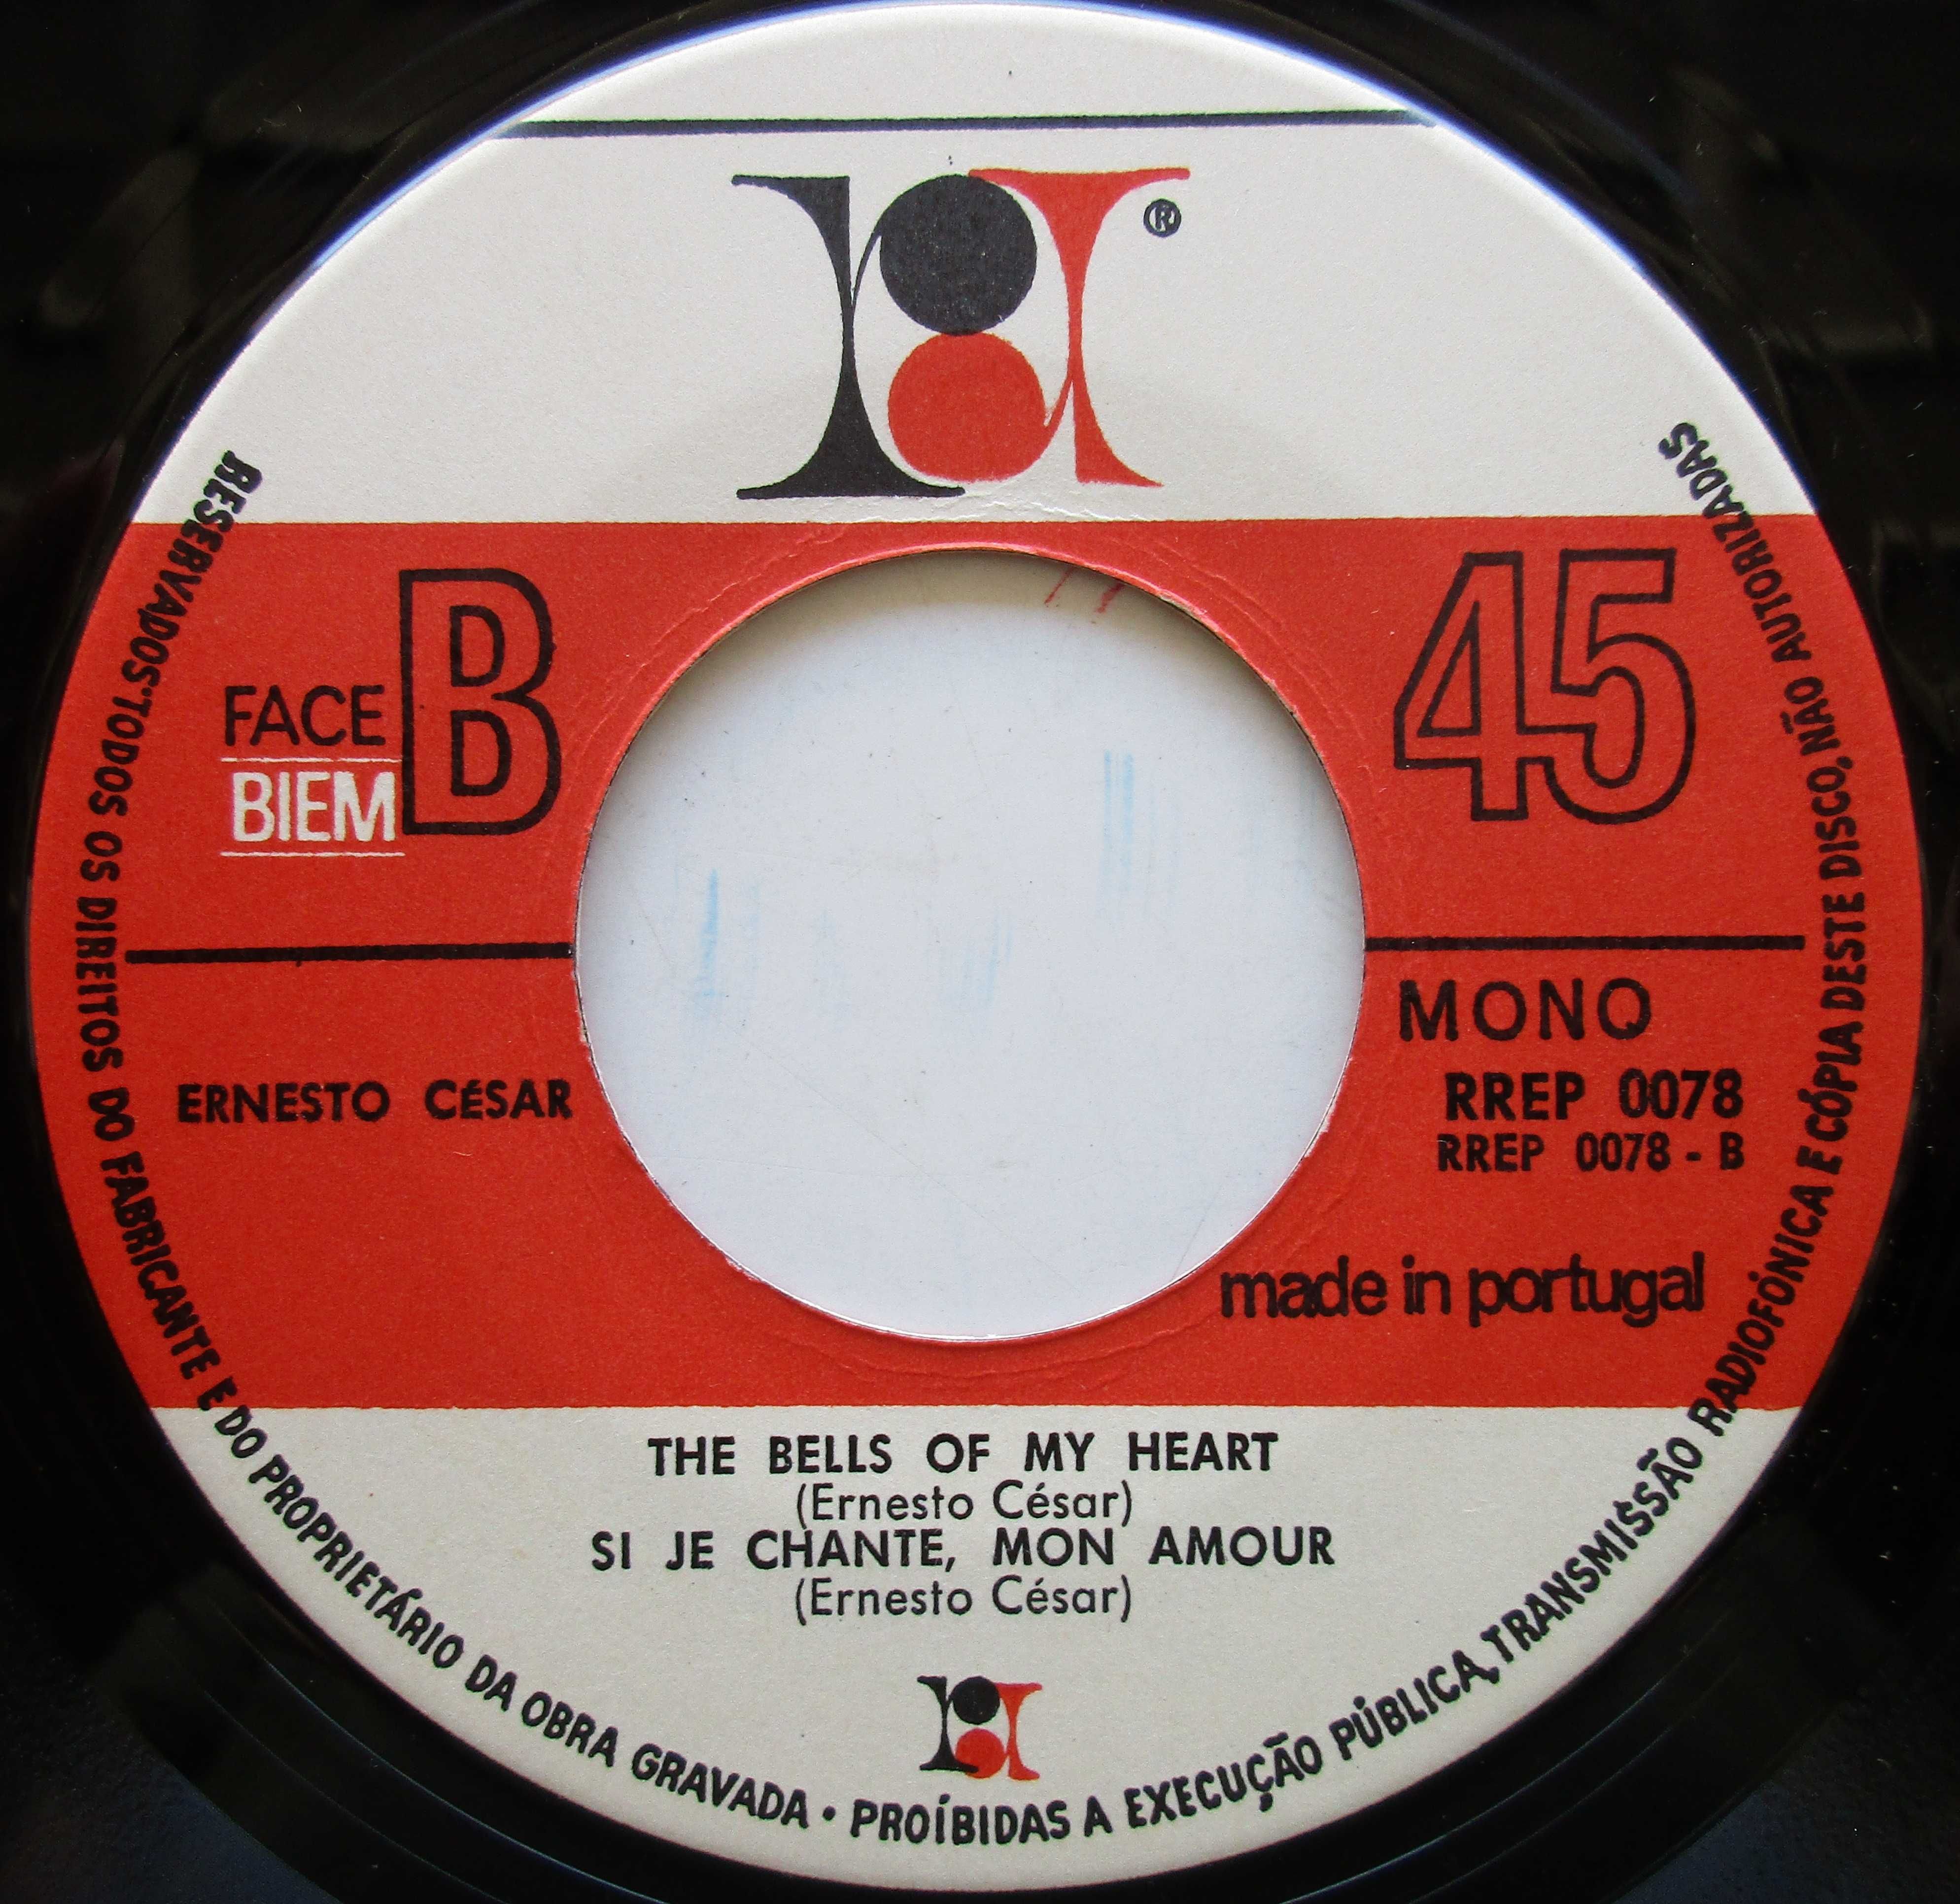 ®
FACE B
BIEM
45
ERNESTO CÉSAR
MONO
RREP 0078
RREP 0078 - B
made in portugal
THE BELLS OF MY HEART
(Ernesto César)
SI JE CHANTE, MON AMOUR
(Ernesto César)
RESERVADOS.TODOS OS DIREITOS DO FABRICANTE E DO PROPRIETÁRIO DA OBRA GRAVADA • PROÍBIDAS A EXECUÇÃO PÚBLICA, TRANSMISSÃO RADIOFÓNICA E CÓPIA DESTE DISCO, NÃO AUTORIZADAS